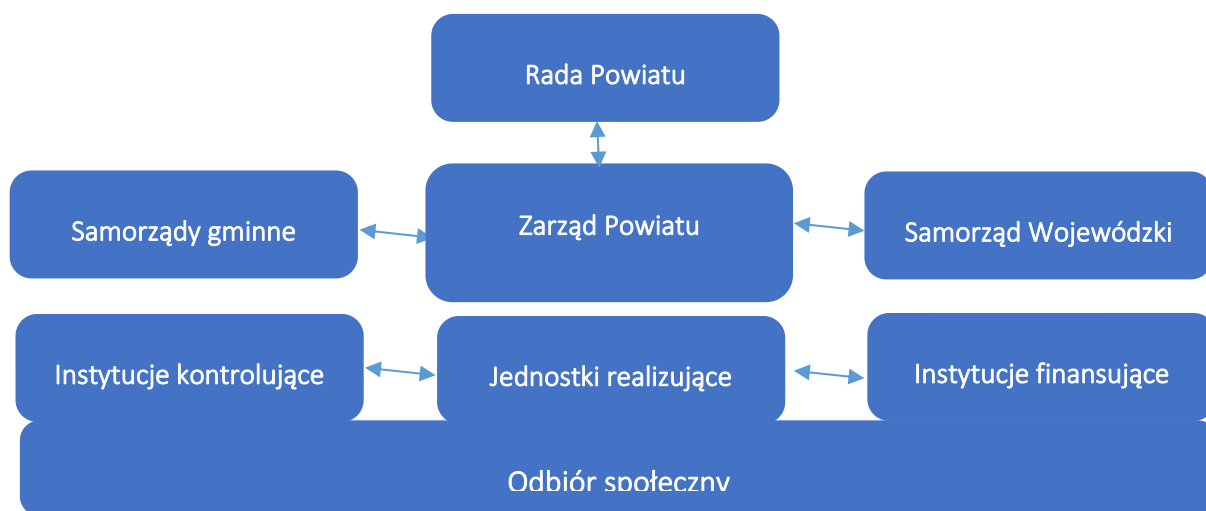 Rada Powiatu
Samorządy gminne
Zarząd Powiatu
Samorząd Wojewódzki
Instytucje kontrolujące
Jednostki realizujące
Instytucje finansujące
Odbiór społeczny